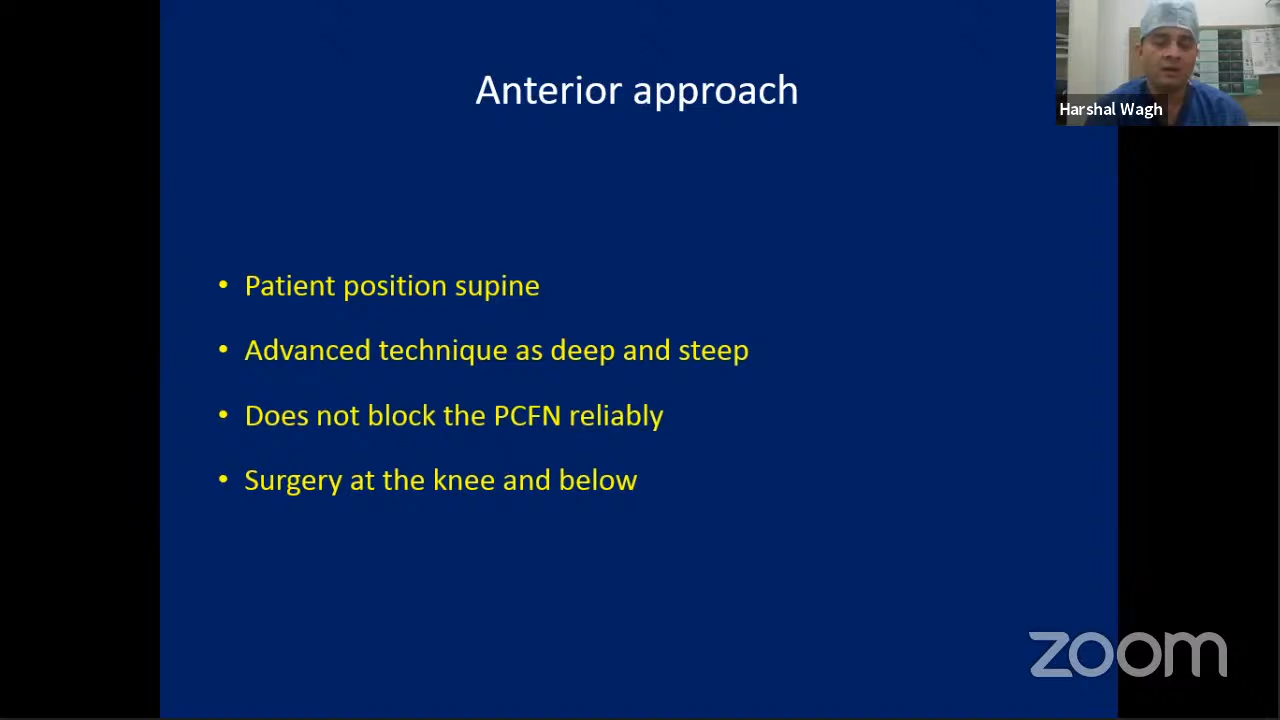 Anterior approach
Harshal Wagh
• Patient position supine
• Advanced technique as deep and steep
• Does not block the PCFN reliably
• Surgery at the knee and below
zoom